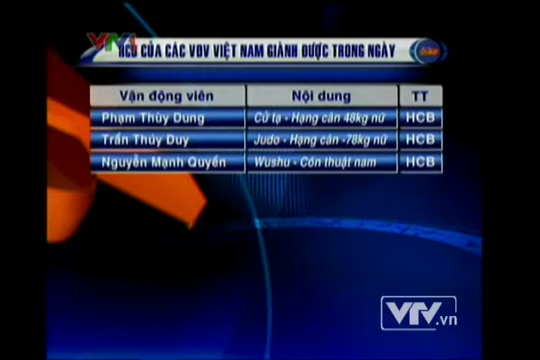 VTV1
HCB CỦA CÁC VĐV VIỆT NAM GIÀNH ĐƯỢC TRONG NGÀY
Vận động viên Nội dung TT
Phạm Thùy Dung Cử tạ - Hạng cân 48kg nữ HCB
Trần Thúy Duy Judo - Hạng cân -78kg nữ HCB
Nguyễn Mạnh Quyền Wushu - Côn thuật nam HCB
VTV.vn